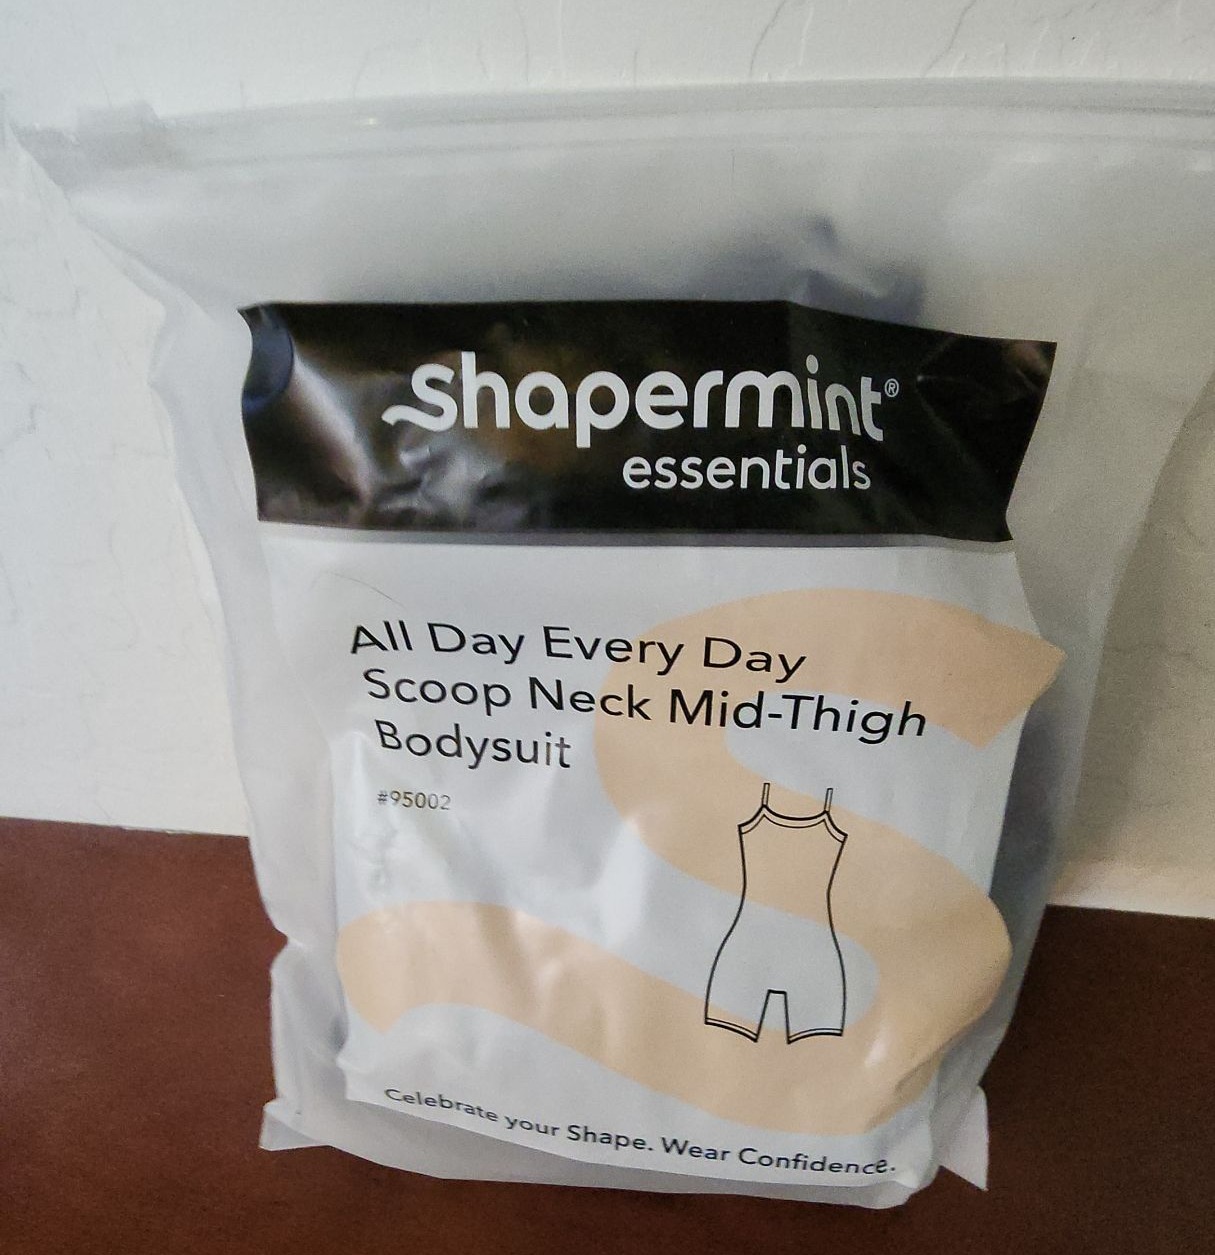 shapermint®
essentials
All Day Every Day
Scoop Neck Mid-Thigh
Bodysuit
#95002
Celebrate your Shape. Wear Confidence.